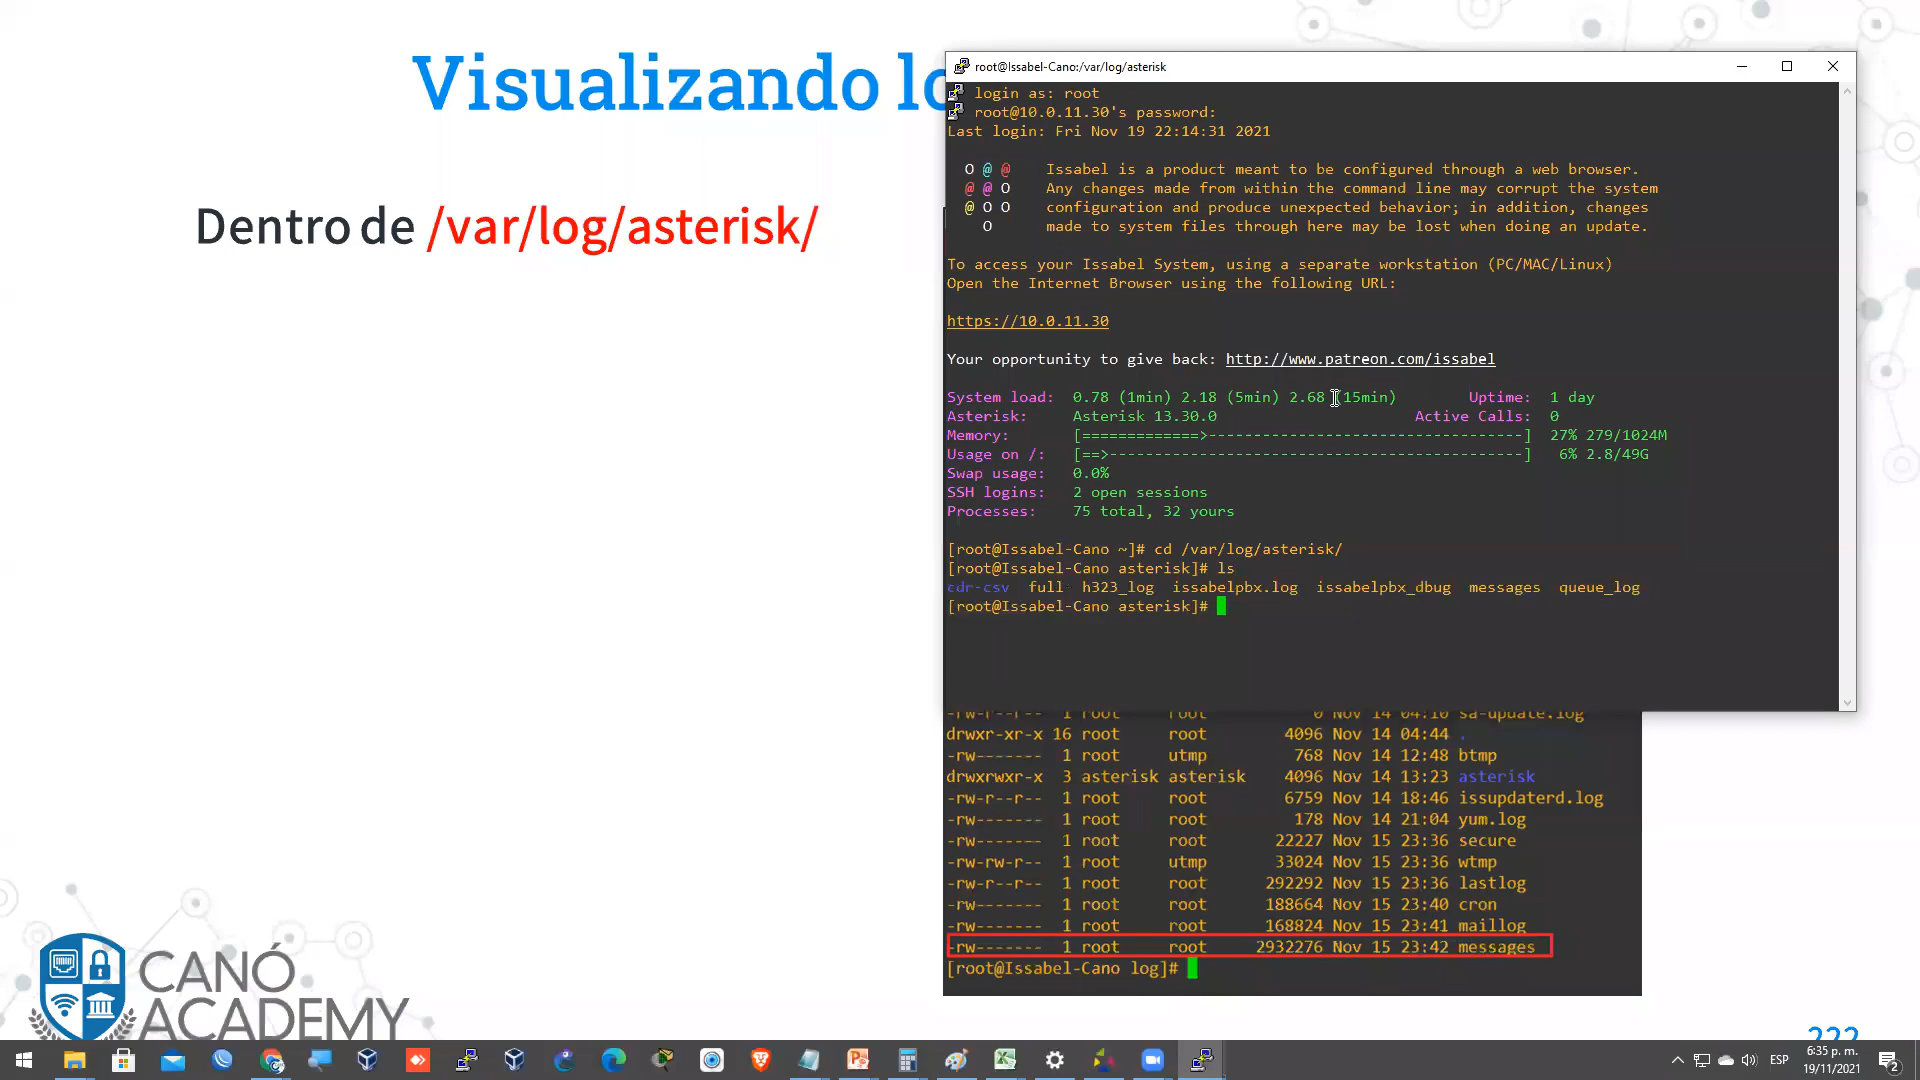 Visualizando lo
Dentro de /var/log/asterisk/
root@Issabel-Cano:/var/log/asterisk
login as: root
root@10.0.11.30's password:
Last login: Fri Nov 19 22:14:31 2021
O @ @ Issabel is a product meant to be configured through a web browser.
@ @ O Any changes made from within the command line may corrupt the system
@ O O configuration and produce unexpected behavior; in addition, changes
O made to system files through here may be lost when doing an update.
To access your Issabel System, using a separate workstation (PC/MAC/Linux)
Open the Internet Browser using the following URL:
https://10.0.11.30
Your opportunity to give back: http://www.patreon.com/issabel
System load: 0.78 (1min) 2.18 (5min) 2.68 (15min) Uptime: 1 day
Asterisk: Asterisk 13.30.0 Active Calls: 0
Memory: [=============>-----------------------------------] 27% 279/1024M
Usage on /: [==>----------------------------------------------] 6% 2.8/49G
Swap usage: 0.0%
SSH logins: 2 open sessions
Processes: 75 total, 32 yours
[root@Issabel-Cano ~]# cd /var/log/asterisk/
[root@Issabel-Cano asterisk]# ls
cdr-csv full h323_log issabelpbx.log issabelpbx_dbug messages queue_log
[root@Issabel-Cano asterisk]#
-rw-r--r-- 1 root root 0 Nov 14 04:10 sa-update.log
drwxr-xr-x 16 root root 4096 Nov 14 04:44 .
-rw------- 1 root utmp 768 Nov 14 12:48 btmp
drwxrwxr-x 3 asterisk asterisk 4096 Nov 14 13:23 asterisk
-rw-r--r-- 1 root root 6759 Nov 14 18:46 issupdaterd.log
-rw------- 1 root root 178 Nov 14 21:04 yum.log
-rw------- 1 root root 22227 Nov 15 23:36 secure
-rw-rw-r-- 1 root utmp 33024 Nov 15 23:36 wtmp
-rw-r--r-- 1 root root 292292 Nov 15 23:36 lastlog
-rw------- 1 root root 188664 Nov 15 23:40 cron
-rw------- 1 root root 168824 Nov 15 23:41 maillog
-rw------- 1 root root 2932276 Nov 15 23:42 messages
[root@Issabel-Cano log]#
CANÓ
ACADEMY
222
ESP
6:35 p. m.
19/11/2021
2